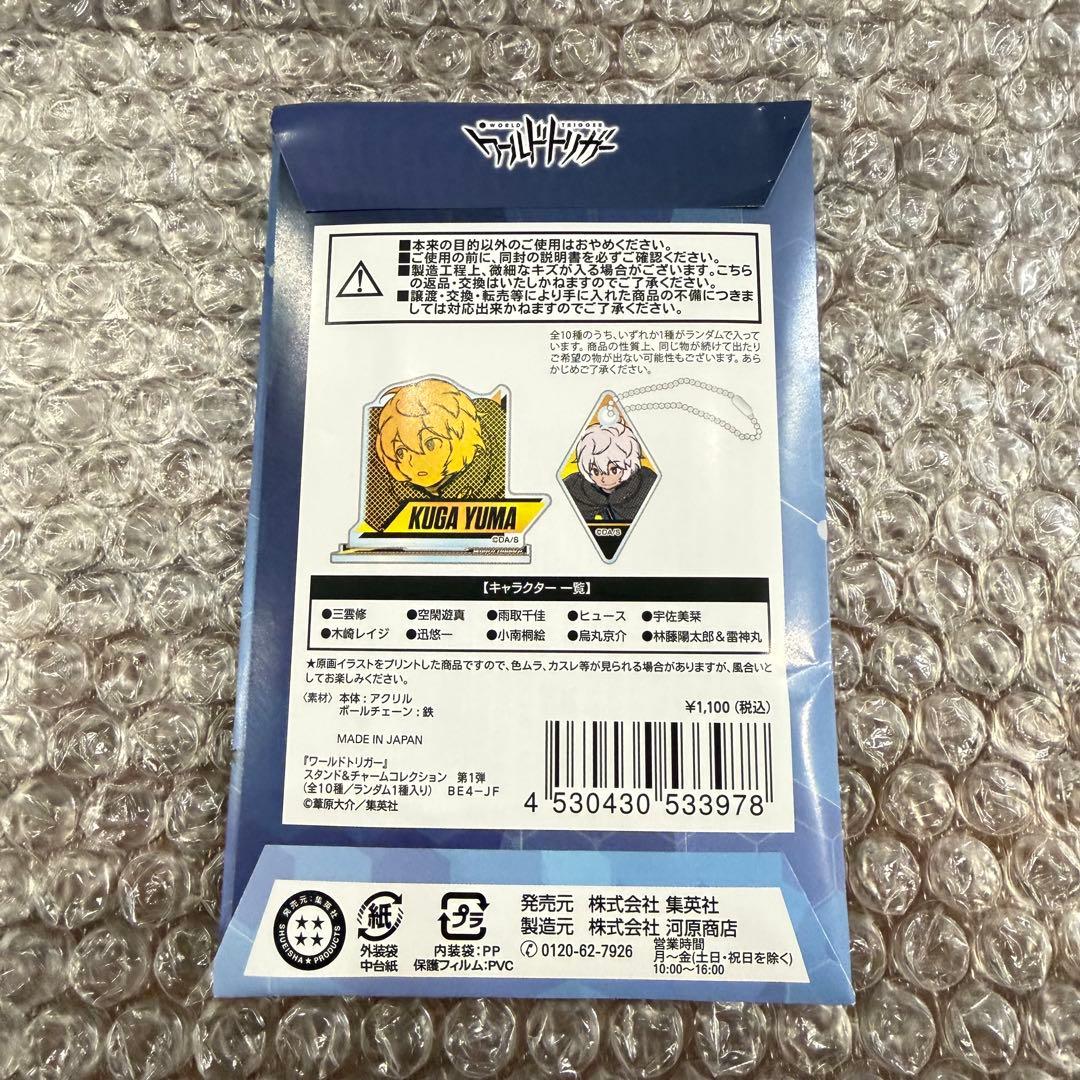 WORLD TRIGGER
ワールドトリガー
■本来の目的以外のご使用はおやめください。
■ご使用の前に、同封の説明書を必ずご確認ください。
■製造工程上、微細なキズが入る場合がございます。こちら
の返品・交換はいたしかねますのでご了承ください。
■譲渡・交換・転売等により手に入れた商品の不備につきま
しては対応出来かねますのでご了承ください。
全10種のうち、いずれか1種がランダムで入って
います。商品の性質上、同じ物が続けて出たり
ご希望の物が出ない可能性もございます。あら
かじめご了承ください。
KUGA YUMA
©DA/S
WORLD TRIGGER
©DA/S
【キャラクター 一覧】
●三雲修 ●空閑遊真 ●雨取千佳 ●ヒュース ●宇佐美栞
●木崎レイジ ●迅悠一 ●小南桐絵 ●烏丸京介 ●林藤陽太郎&雷神丸
★原画イラストをプリントした商品ですので、色ムラ、カスレ等が見られる場合がありますが、風合いと
してお楽しみください。
〈素材〉本体:アクリル
ボールチェーン:鉄
¥1,100(税込)
MADE IN JAPAN
『ワールドトリガー』
スタンド&チャームコレクション 第1弾
(全10種/ランダム1種入り) BE4-JF
©葦原大介/集英社
4 530430 533978
発売元:集英社
SHUEISHA★PRODUCTS
紙
外装袋
中台紙
プラ
内装袋:PP
保護フィルム:PVC
発売元 株式会社 集英社
製造元 株式会社 河原商店
0120-62-7926
営業時間
月～金(土日・祝日を除く)
10:00～16:00